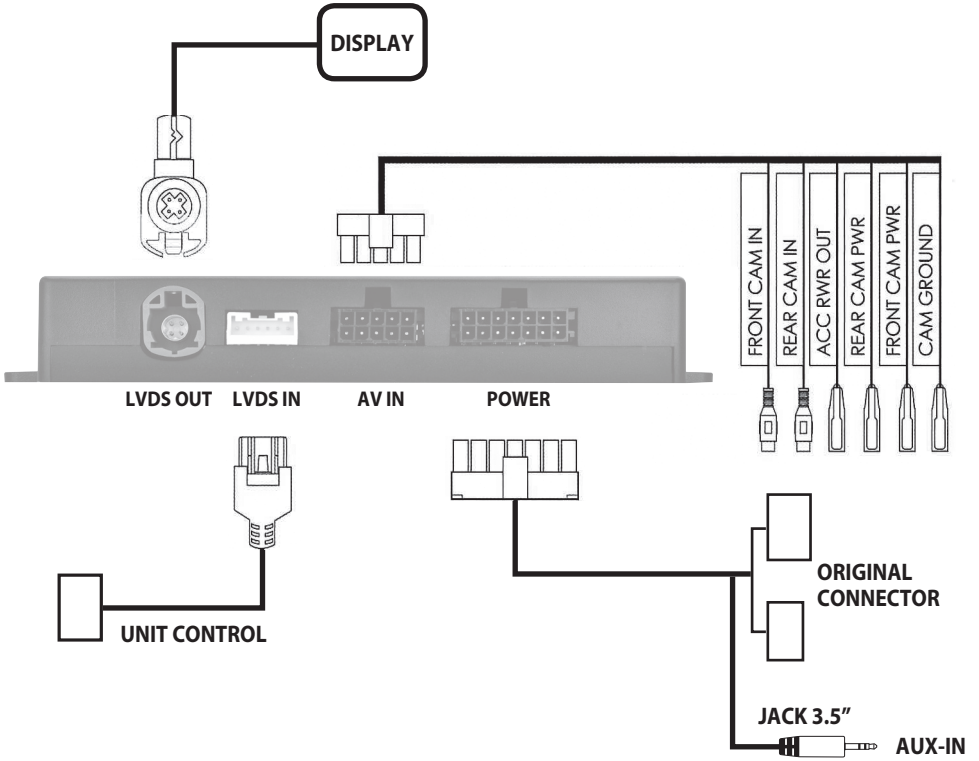 DISPLAY
FRONT CAM IN
REAR CAM IN
ACC RWR OUT
REAR CAM PWR
FRONT CAM PWR
CAM GROUND
LVDS OUT
LVDS IN
AV IN
POWER
UNIT CONTROL
ORIGINAL
CONNECTOR
JACK 3.5”
AUX-IN